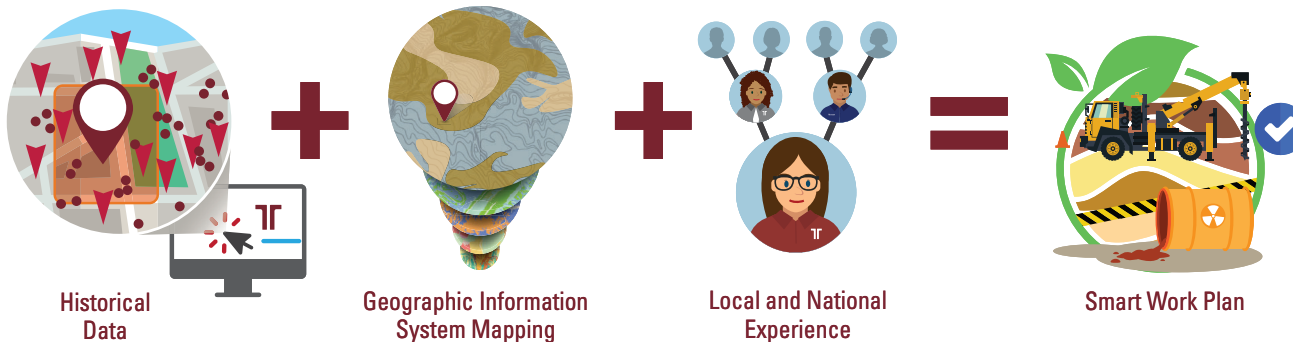 Historical
Data
Geographic Information
System Mapping
Local and National
Experience
Smart Work Plan